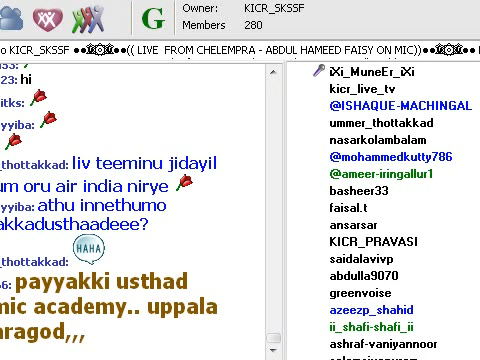 Owner: KICR_SKSSF
Members 280
G
o KICR_SKSSF ●●۞۞●●(( LIVE FROM CHELEMPRA - ABDUL HAMEED FAISY ON MIC))●●۞
53:
23: hi
itks:
yyiba:
_thottakkad: liv teeminu jidayil
um oru air india nirye
yyiba: athu innethumo
akkadusthaadeee?
HAHA
_thottakkad:
56: payyakki usthad
mic academy.. uppala
aragod,,,
iXi_MuneEr_iXi
kicr_live_tv
@ISHAQUE-MACHINGAL
ummer_thottakkad
nasarkolambalam
@mohammedkutty786
@ameer-iringallur1
basheer33
faisal.t
ansarsar
KICR_PRAVASI
saidalavivp
abdulla9070
greenvoise
azeezp_shahid
ii_shafi-shafi_ii
ashraf-vaniyannoor